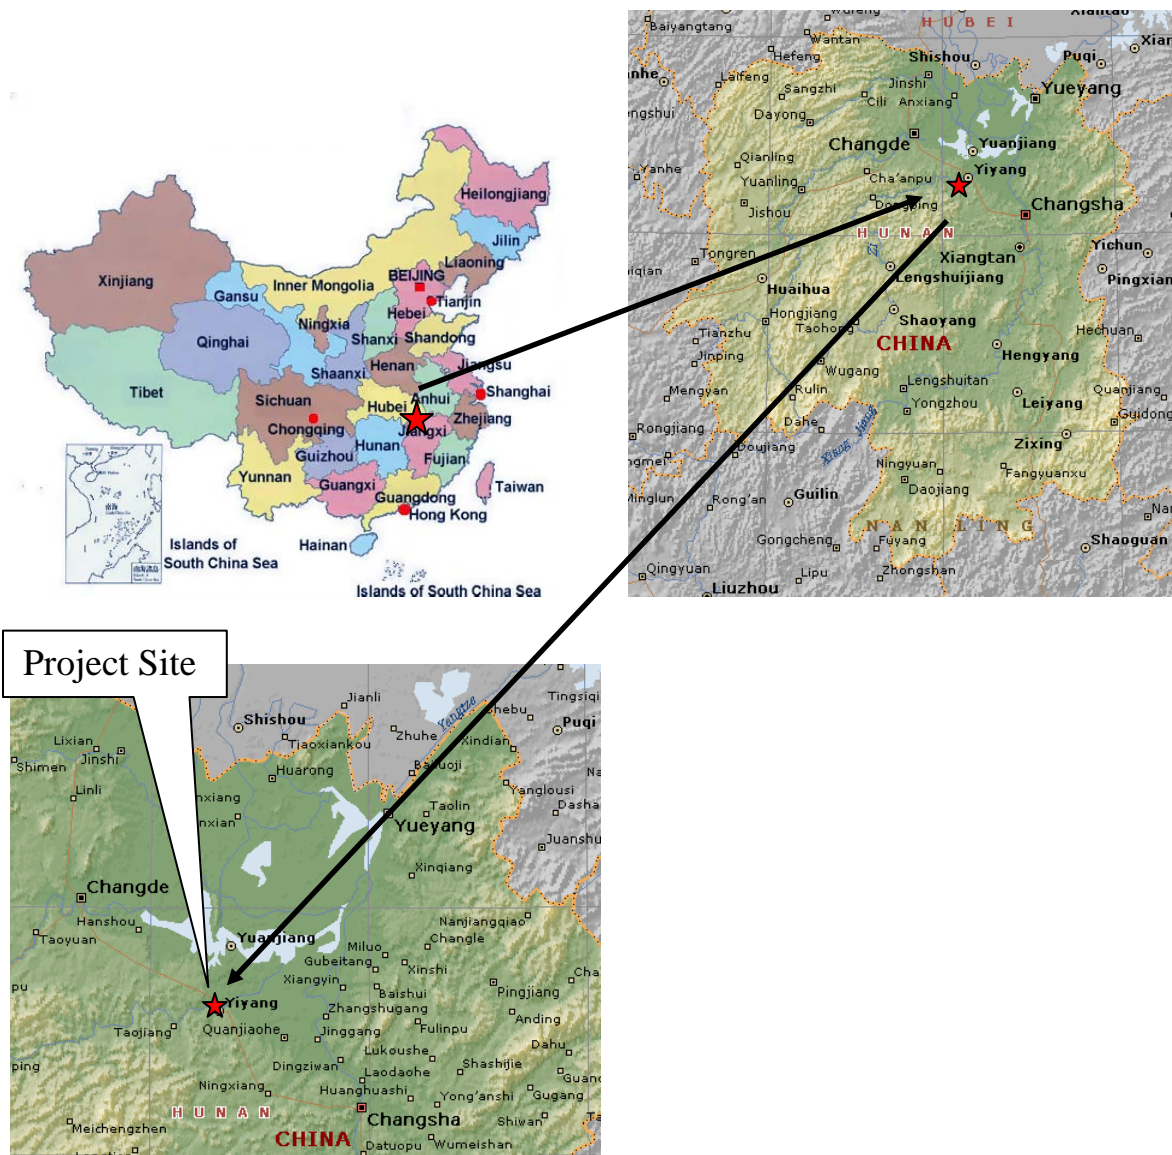 Heilongjiang
Jilin
Liaoning
Xinjiang
Inner Mongolia
BEIJING
Gansu
Tianjin
Hebei
Ningxia
Qinghai
Shanxi
Shandong
Shaanxi
Henan
Jiangsu
Tibet
Sichuan
Anhui
Shanghai
Hubei
Zhejiang
Chongqing
Jiangxi
Hunan
Guizhou
Fujian
Yunnan
Guangxi
Taiwan
Guangdong
Hong Kong
Hainan
Islands of
South China Sea
Islands of South China Sea
HUBEI
Baiyangtang
Wantan
Hefeng
Shishou
Puqi
Laifeng
Jinshi
Sangzhi
Cili
Anxiang
Yueyang
Dayong
Changde
Yuanjiang
Qianling
Yanhe
Cha'anpu
Yiyang
Yuanling
Jishou
Changsha
HUNAN
Tongren
Xiangtan
Yichun
Lengshuijiang
Pingxian
Huaihua
Hongjiang
Shaoyang
Tianzhu
CHINA
Hechuan
Jinping
Hengyang
Wugang
Mengyan
Rulin
Lengshuitan
Leiyang
Quanjiang
Yongzhou
Guidong
Dahe
Rongjiang
Xiang Jiang
Zixing
Doujiang
Ningyuan
Fangyuanxu
Daojiang
Rong'an
Guilin
NAN LING
Gongcheng
Fuyang
Shaoguan
Qingyuan
Lipu
Zhongshan
Liuzhou
Project Site
Jianli
Shishou
Yangtze
Puqi
Lixian
Tiaoxiankou
Zhuhe
Xindian
Jinshi
Shimen
Huarong
Yanglousi
Linli
Taolin
Yueyang
Xinqiang
Changde
Hanshou
Nanjiangqiao
Taoyuan
Yuanjiang
Miluo
Changle
Gubeitang
Xinshi
Xiangyin
Baishui
Pingjiang
Yiyang
Zhangshugang
Anding
Taojiang
Quanjiaohe
Jinggang
Fulinpu
Lukoushe
Dahu
Dingziwan
Shashijie
Laodaohe
Ningxiang
Huanghuashi
Yong'anshi
Gugang
HUNAN
Changsha
Shiwan
Meichengzhen
CHINA
Datuopu
Wumeishan